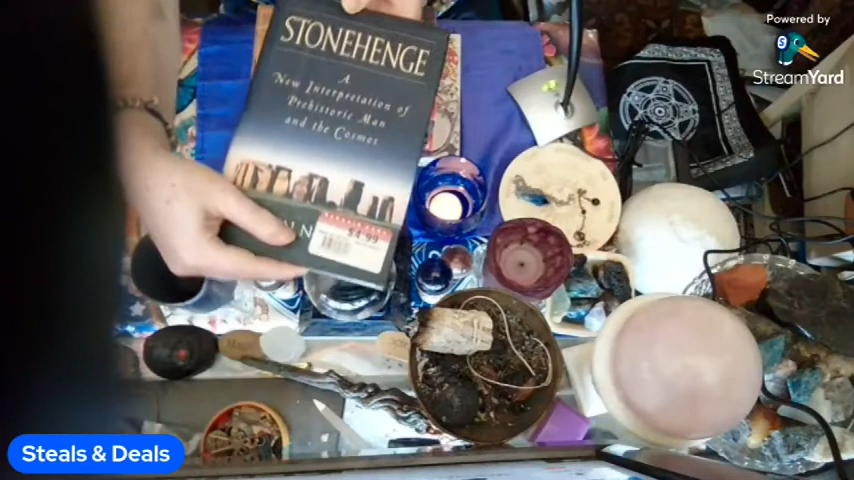 Powered by
StreamYard
STONEHENGE
A
New Interpretation of
Prehistoric Man
and the Cosmos
$4.99
Steals & Deals